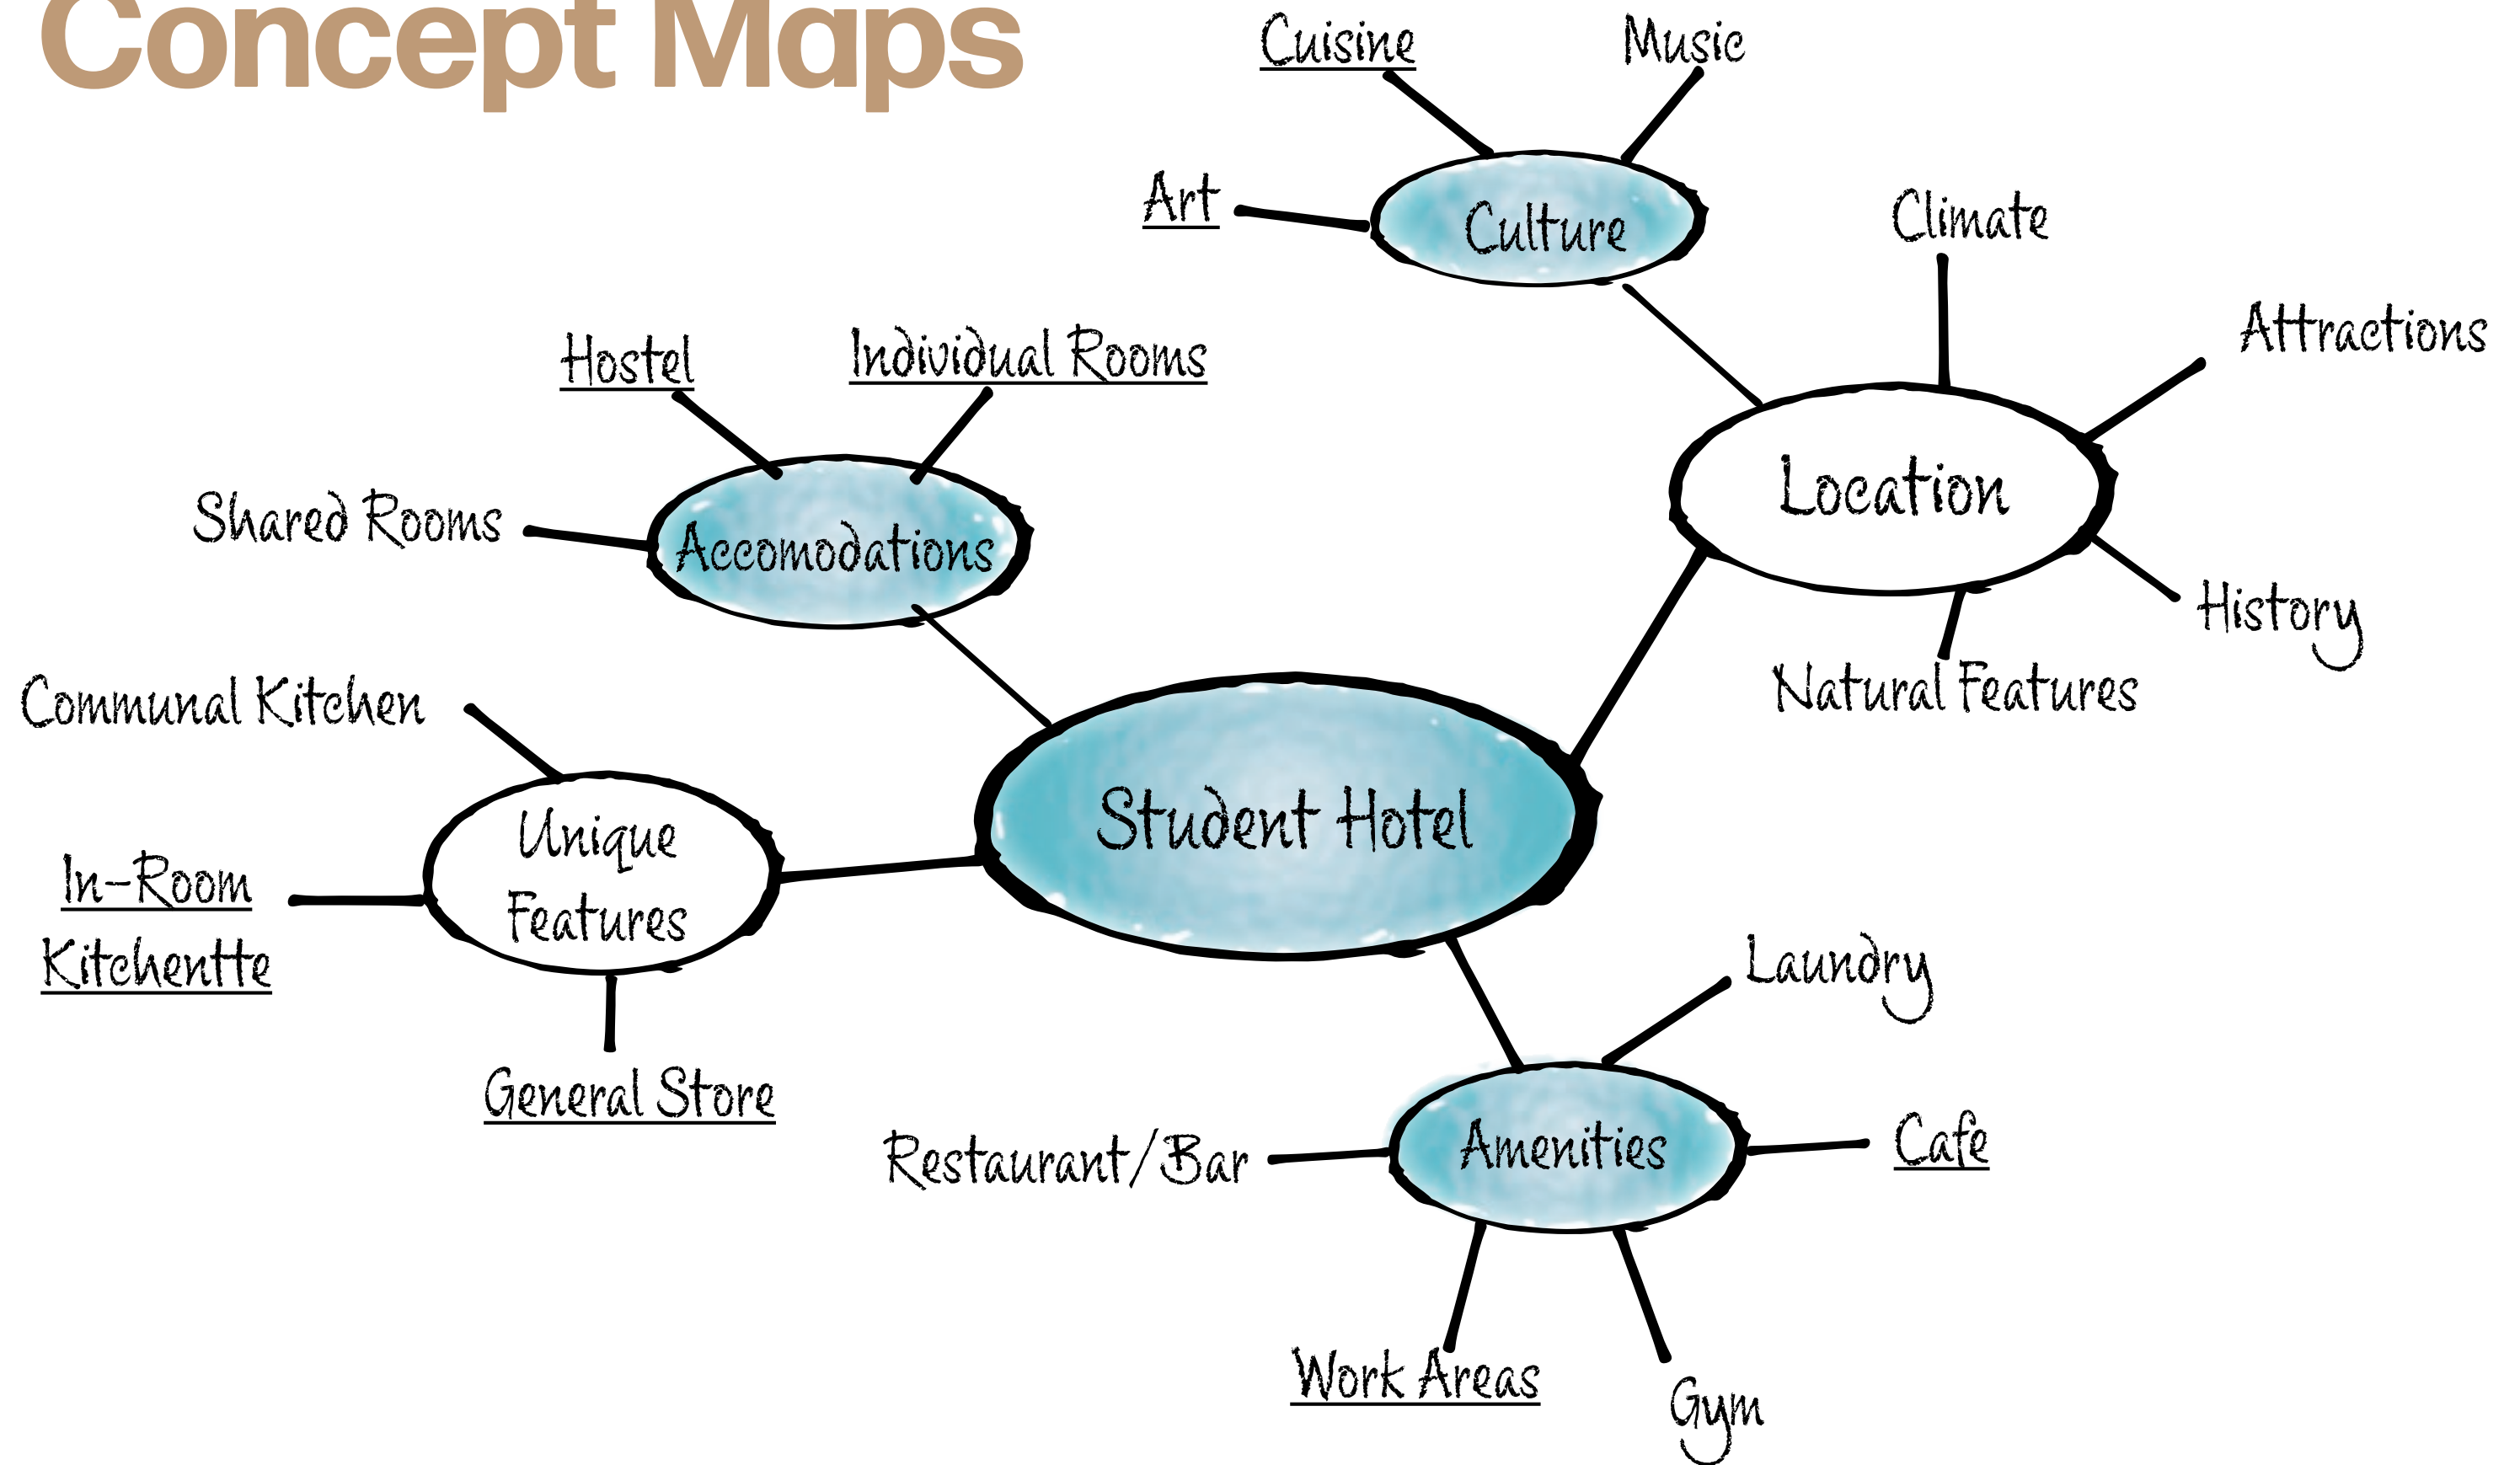 Concept Maps
Cuisine
Music
Art
Culture
Climate
Attractions
Hostel
Individual Rooms
Shared Rooms
Accomodations
Location
History
Natural Features
Communal Kitchen
Unique
Features
Student Hotel
In-Room
Kitchentte
General Store
Laundry
Restaurant/Bar
Amenities
Cafe
Work Areas
Gym